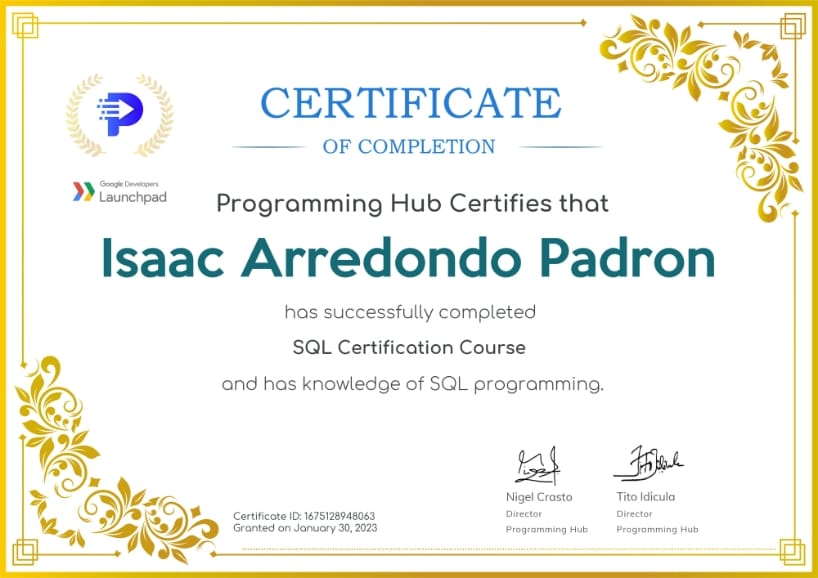 CERTIFICATE
OF COMPLETION
Google Developers
Launchpad
Programming Hub Certifies that
Isaac Arredondo Padron
has successfully completed
SQL Certification Course
and has knowledge of SQL programming.
Nigel Crasto
Director
Programming Hub
Tito Idicula
Director
Programming Hub
Certificate ID: 1675128948063
Granted on January 30, 2023